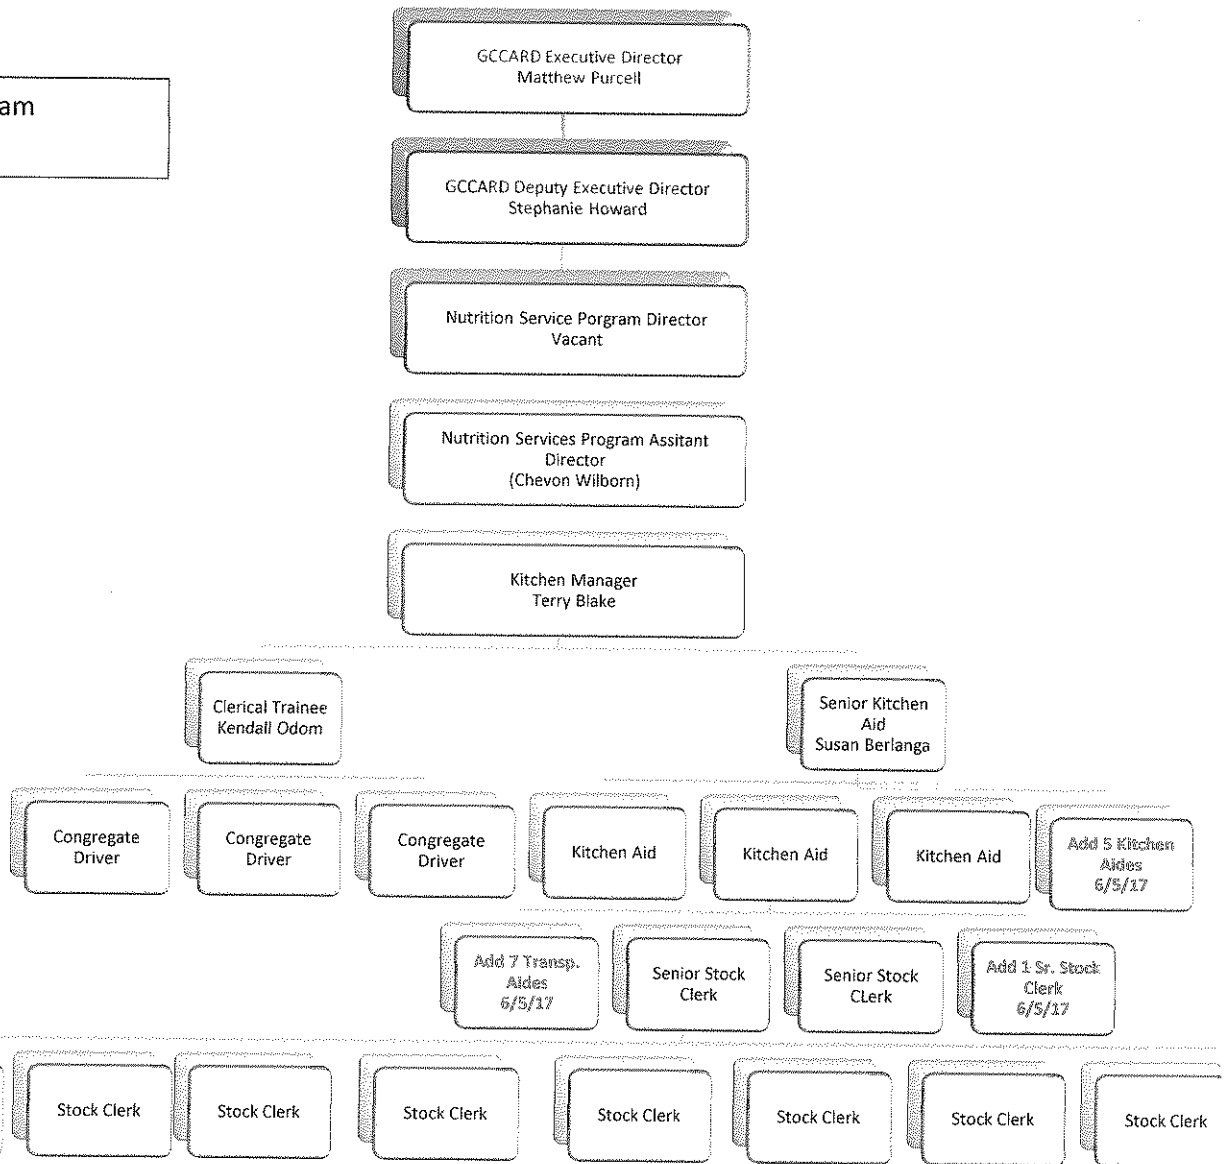 am
GCCARD Executive Director
Matthew Purcell
GCCARD Deputy Executive Director
Stephanie Howard
Nutrition Service Porgram Director
Vacant
Nutrition Services Program Assitant
Director
(Chevon Wilborn)
Kitchen Manager
Terry Blake
Clerical Trainee
Kendall Odom
Senior Kitchen
Aid
Susan Berlanga
Congregate
Driver
Congregate
Driver
Congregate
Driver
Kitchen Aid
Kitchen Aid
Kitchen Aid
Add 5 Kitchen
Aides
6/5/17
Add 7 Transp.
Aides
6/5/17
Senior Stock
Clerk
Senior Stock
CLerk
Add 1 Sr. Stock
Clerk
6/5/17
Stock Clerk
Stock Clerk
Stock Clerk
Stock Clerk
Stock Clerk
Stock Clerk
Stock Clerk